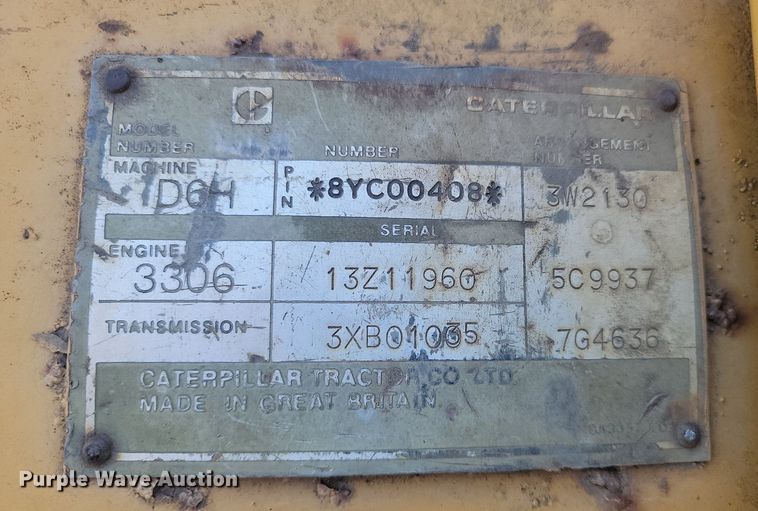 CATERPILLAR
MODEL NUMBER NUMBER ARRANGEMENT NUMBER
MACHINE D6H PIN *8YC00408* 3W2130
SERIAL
ENGINE 3306 13Z11960 5C9937
TRANSMISSION 7G4636
CATERPILLAR TRACTOR CO. LTD.
MADE IN GREAT BRITAIN.
Purple Wave Auction